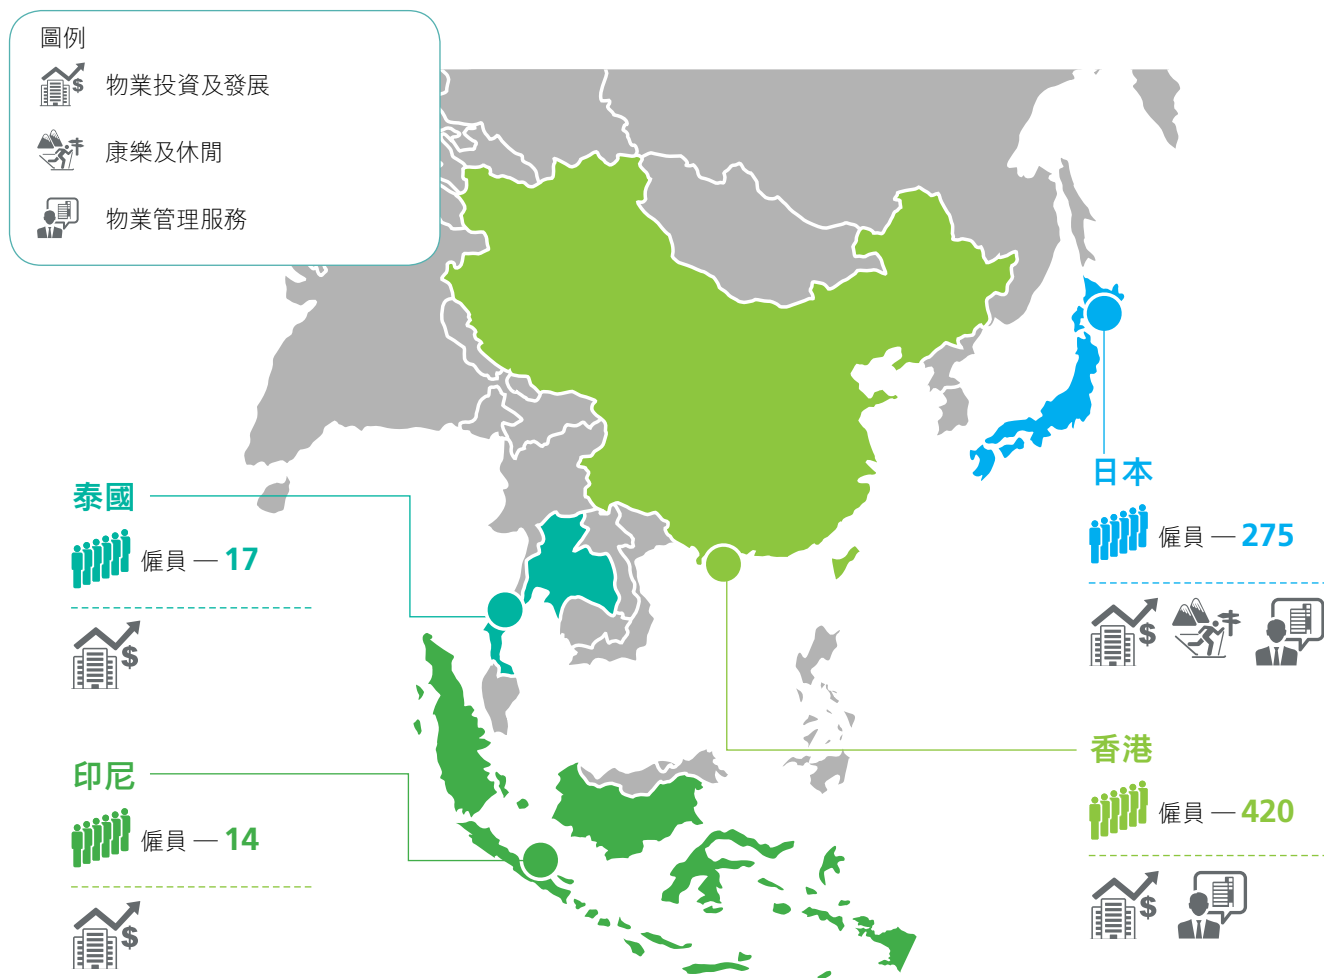 圖例
物業投資及發展
康樂及休閒
物業管理服務
泰國
僱員 — 17
印尼
僱員 — 14
日本
僱員 — 275
香港
僱員 — 420